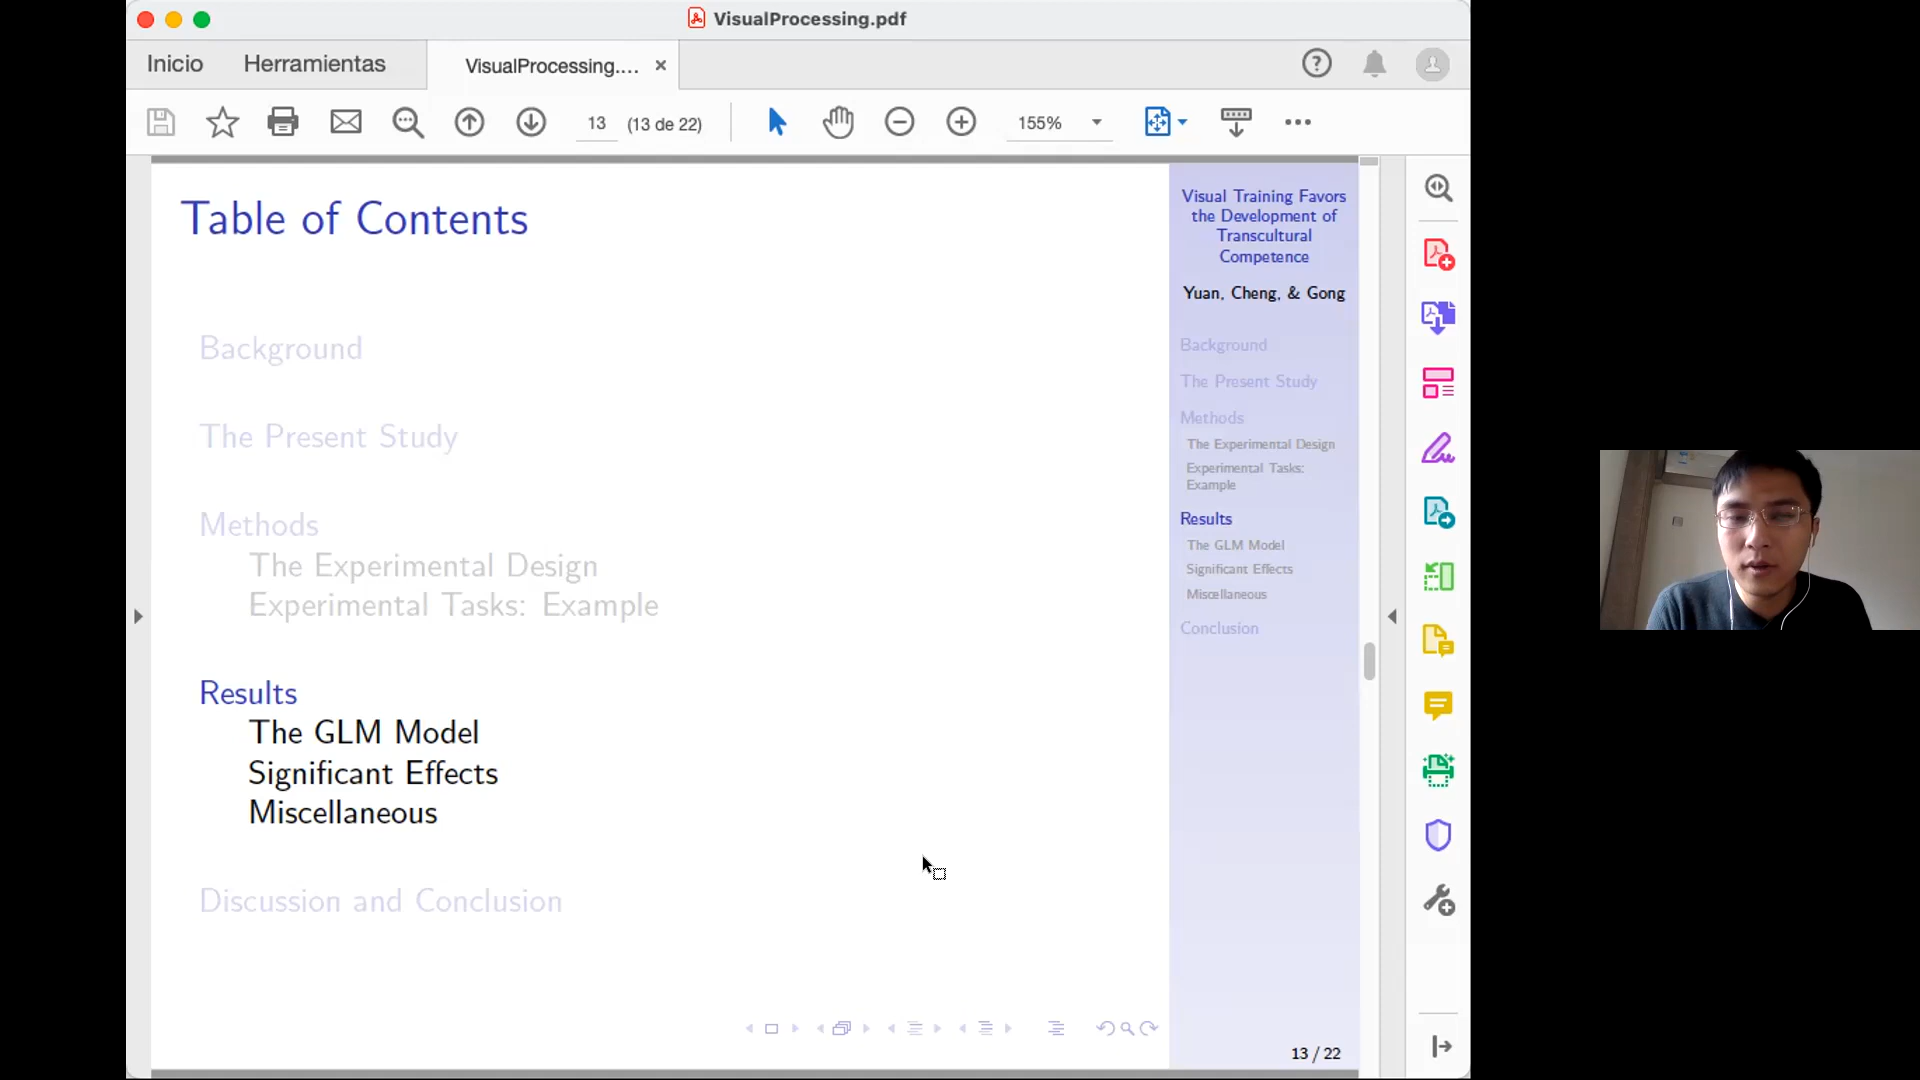 VisualProcessing.pdf
Inicio
Herramientas
VisualProcessing....
13
(13 de 22)
155%
Table of Contents
Background
The Present Study
Methods
The Experimental Design
Experimental Tasks: Example
Results
The GLM Model
Significant Effects
Miscellaneous
Discussion and Conclusion
Visual Training Favors
the Development of
Transcultural
Competence
Yuan, Cheng, & Gong
Background
The Present Study
Methods
The Experimental Design
Experimental Tasks:
Example
Results
The GLM Model
Significant Effects
Miscellaneous
Conclusion
13 / 22